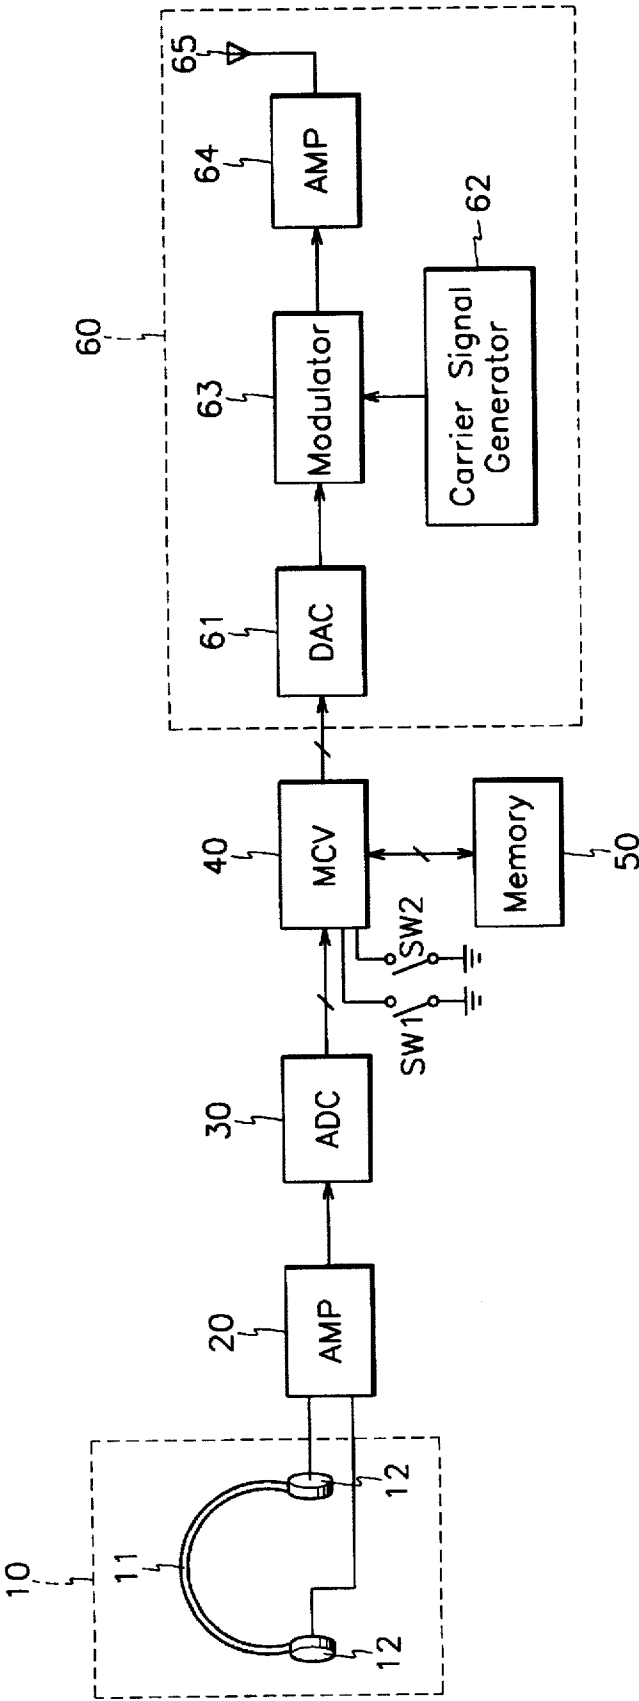 10
11
12
12
20
AMP
30
ADC
SW1
SW2
40
MCV
Memory
50
60
61
DAC
63
Modulator
Carrier Signal
Generator
62
64
AMP
65